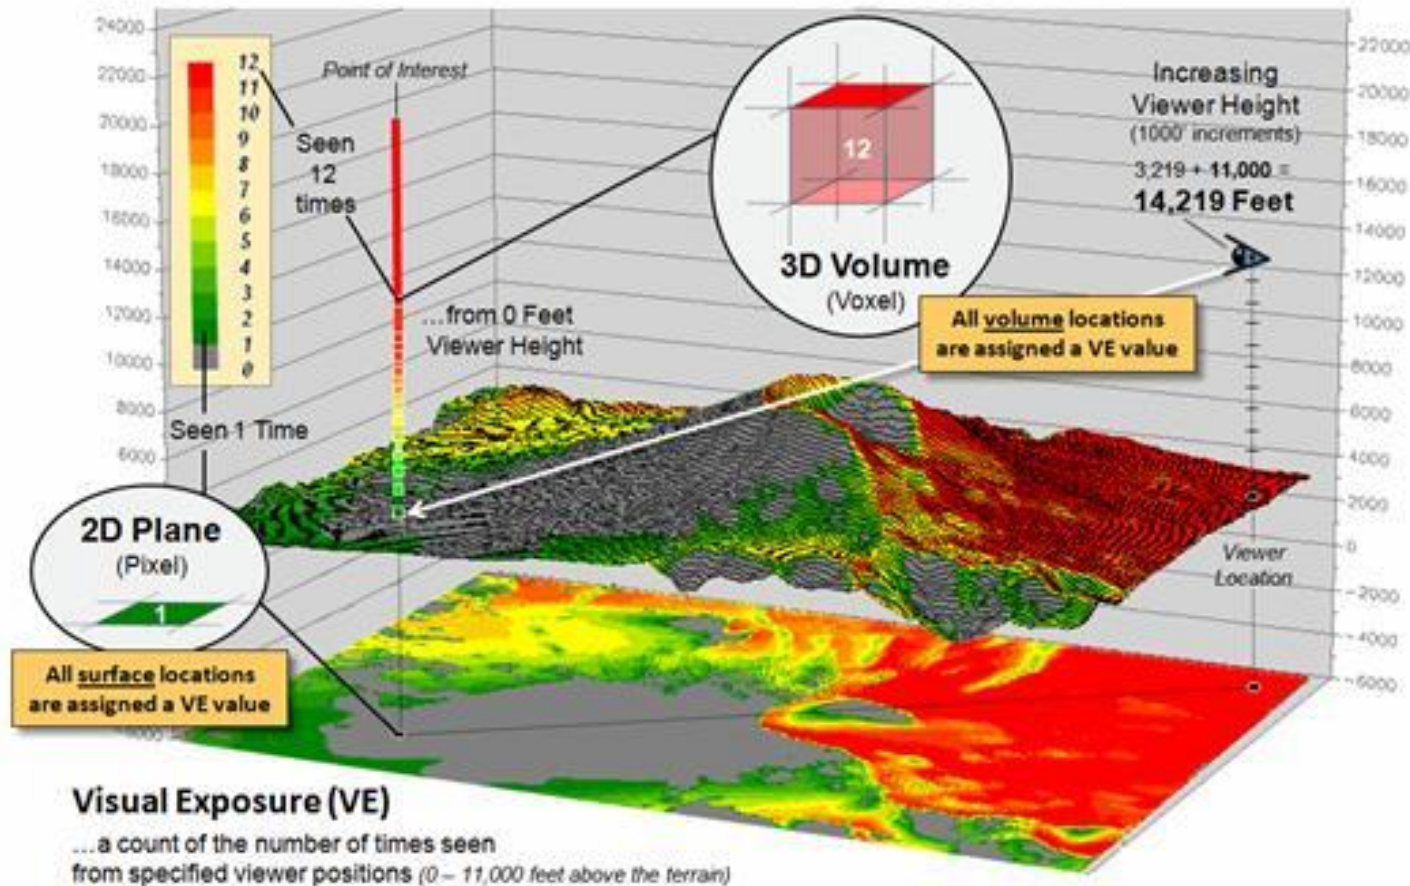 24000
22000
20000
18000
16000
14000
12000
10000
8000
6000
12
11
10
9
8
7
6
5
4
3
2
1
0
Point of Interest
Seen
12
times
…from 0 Feet
Viewer Height
Seen 1 Time
12
3D Volume
(Voxel)
Increasing
Viewer Height
(1000' increments)
3,219 + 11,000 =
14,219 Feet
All volume locations
are assigned a VE value
22000
20000
18000
16000
14000
12000
10000
8000
6000
4000
2000
0
-2000
-4000
-6000
Viewer
Location
2D Plane
(Pixel)
1
All surface locations
are assigned a VE value
Visual Exposure (VE)
…a count of the number of times seen
from specified viewer positions (0 – 11,000 feet above the terrain)